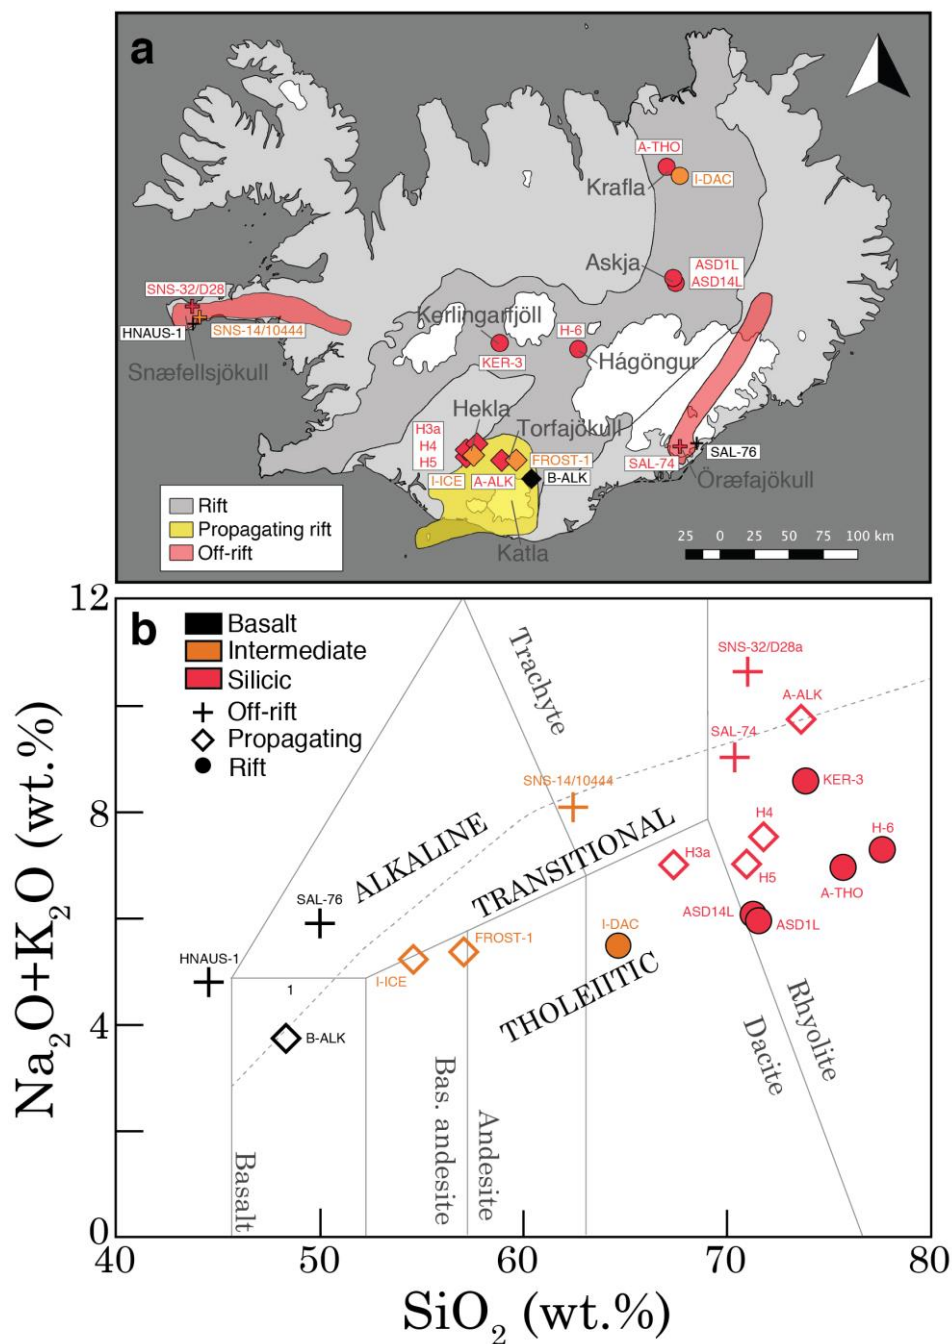 a
A-THO
Krafla
I-DAC
Askja
ASD1L
ASD14L
SNS-32/D28
HNAUS-1
SNS-14/10444
Snæfellsjökull
Kerlingarfjöll
KER-3
H-6
Hágöngur
Hekla
H3a
H4
H5
Torfajökull
I-ICE
A-ALK
FROST-1
B-ALK
Katla
SAL-74
SAL-76
Öræfajökull
Rift
Propagating rift
Off-rift
25 0 25 50 75 100 km
b
Basalt
Intermediate
Silicic
Off-rift
Propagating
Rift
Trachyte
SNS-32/D28a
A-ALK
SAL-74
KER-3
SNS-14/10444
H4
H-6
H3a
H5
A-THO
ASD14L
ASD1L
I-DAC
ALKALINE
TRANSITIONAL
THOLEIITIC
SAL-76
HNAUS-1
FROST-1
I-ICE
1
B-ALK
Basalt
Bas. andesite
Andesite
Dacite
Rhyolite
12
8
4
0
Na2O+K2O (wt.%)
40 50 60 70 80
SiO2 (wt.%)